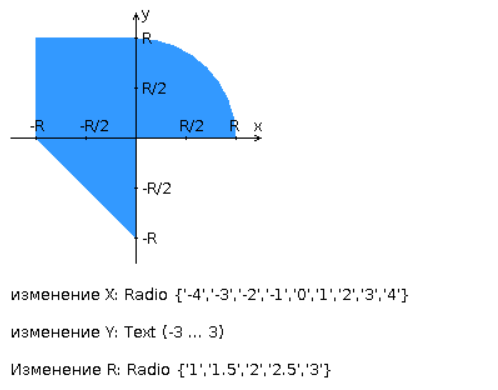 y
R
R/2
-R -R/2 R/2 R x
-R/2
-R
изменение X: Radio {'-4','-3','-2','-1','0','1','2','3','4'}
изменение Y: Text (-3 ... 3)
Изменение R: Radio {'1','1.5','2','2.5','3'}